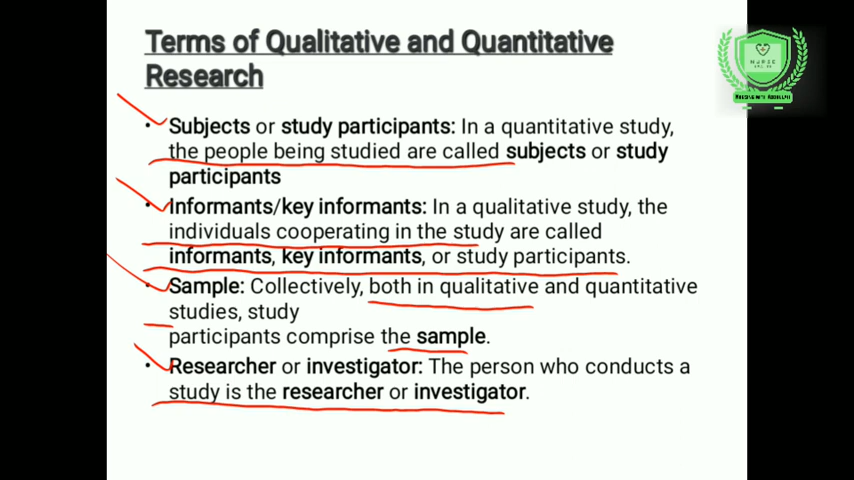 Terms of Qualitative and Quantitative
Research
• Subjects or study participants: In a quantitative study,
the people being studied are called subjects or study
participants
• Informants/key informants: In a qualitative study, the
individuals cooperating in the study are called
informants, key informants, or study participants.
• Sample: Collectively, both in qualitative and quantitative
studies, study
participants comprise the sample.
• Researcher or investigator: The person who conducts a
study is the researcher or investigator.